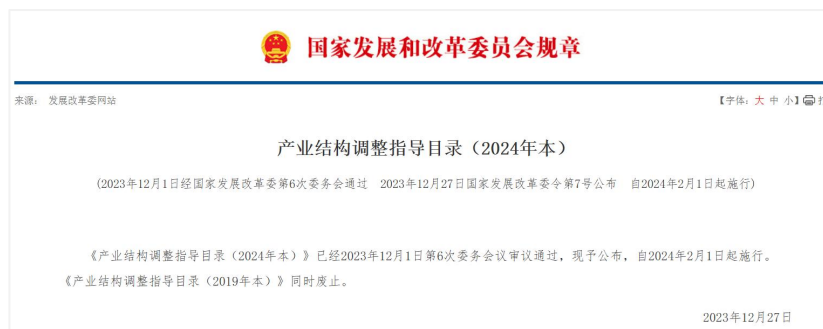 国家发展和改革委员会规章
来源： 发展改革委网站
【字体：大 中 小】
产业结构调整指导目录（2024年本）
(2023年12月1日经国家发展改革委第6次委务会通过 2023年12月27日国家发展改革委令第7号公布 自2024年2月1日起施行)
《产业结构调整指导目录（2024年本）》已经2023年12月1日第6次委务会议审议通过，现予公布，自2024年2月1日起施行。
《产业结构调整指导目录（2019年本）》同时废止。
2023年12月27日